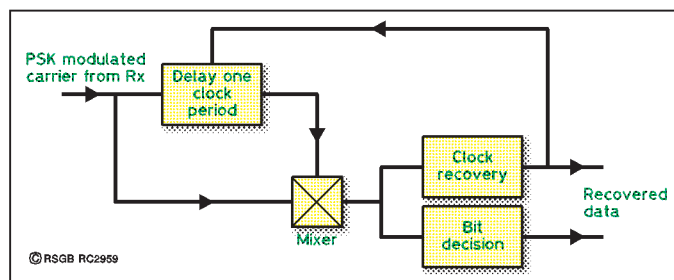 PSK modulated
carrier from Rx
Delay one
clock
period
Clock
recovery
Recovered
data
Bit
decision
Mixer
©RSGB RC2959